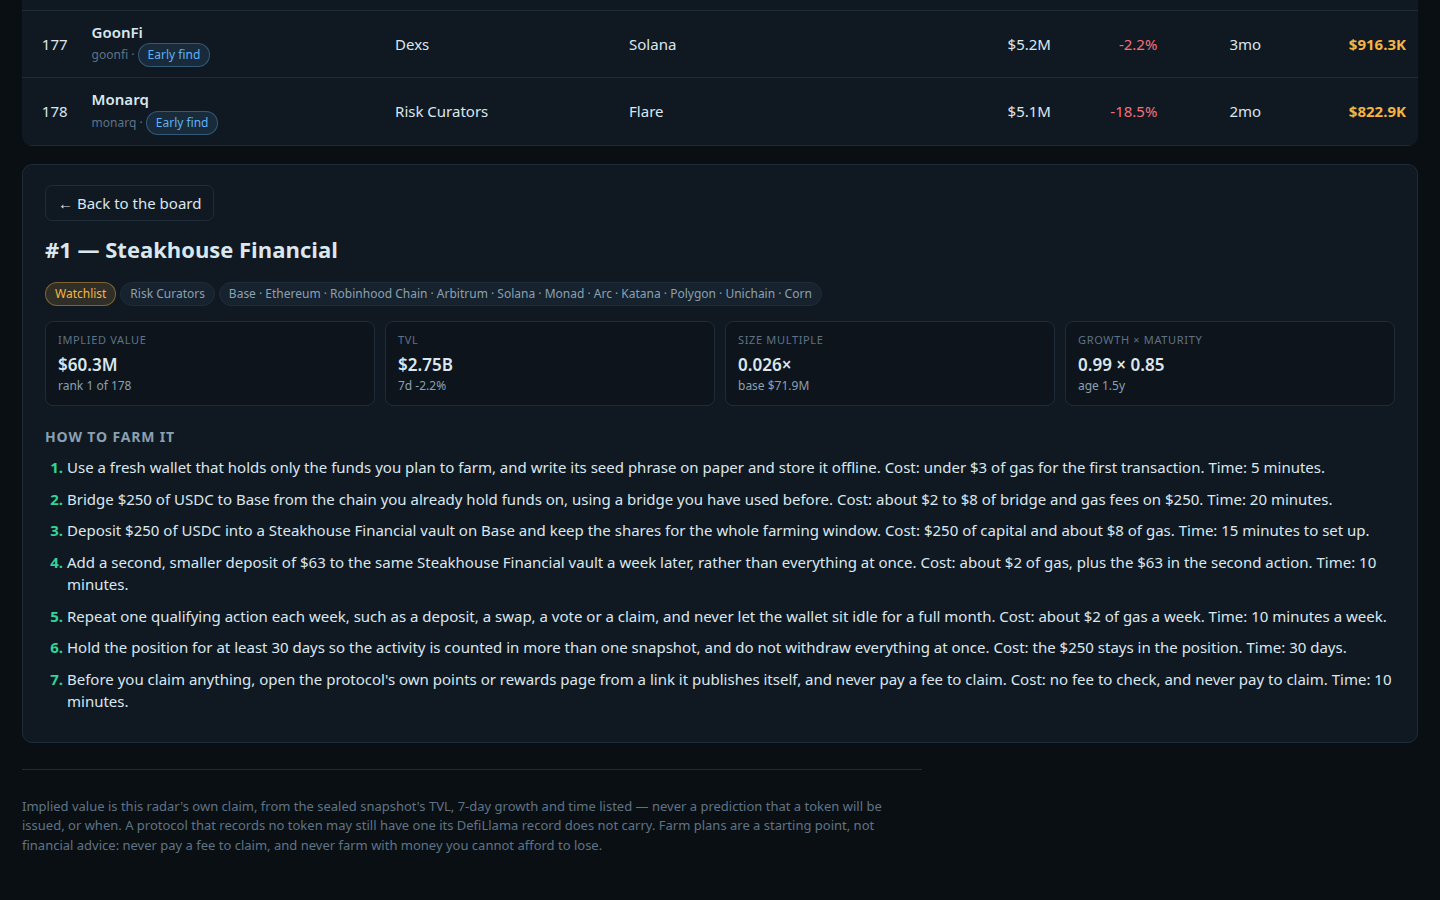 177
GoonFi
goonfi · Early find
Dexs
Solana
$5.2M
-2.2%
3mo
$916.3K
178
Monarq
monarq · Early find
Risk Curators
Flare
$5.1M
-18.5%
2mo
$822.9K
← Back to the board
#1 — Steakhouse Financial
Watchlist
Risk Curators
Base · Ethereum · Robinhood Chain · Arbitrum · Solana · Monad · Arc · Katana · Polygon · Unichain · Corn
IMPLIED VALUE
$60.3M
rank 1 of 178
TVL
$2.75B
7d -2.2%
SIZE MULTIPLE
0.026×
base $71.9M
GROWTH × MATURITY
0.99 × 0.85
age 1.5y
HOW TO FARM IT
1. Use a fresh wallet that holds only the funds you plan to farm, and write its seed phrase on paper and store it offline. Cost: under $3 of gas for the first transaction. Time: 5 minutes.
2. Bridge $250 of USDC to Base from the chain you already hold funds on, using a bridge you have used before. Cost: about $2 to $8 of bridge and gas fees on $250. Time: 20 minutes.
3. Deposit $250 of USDC into a Steakhouse Financial vault on Base and keep the shares for the whole farming window. Cost: $250 of capital and about $8 of gas. Time: 15 minutes to set up.
4. Add a second, smaller deposit of $63 to the same Steakhouse Financial vault a week later, rather than everything at once. Cost: about $2 of gas, plus the $63 in the second action. Time: 10
minutes.
5. Repeat one qualifying action each week, such as a deposit, a swap, a vote or a claim, and never let the wallet sit idle for a full month. Cost: about $2 of gas a week. Time: 10 minutes a week.
6. Hold the position for at least 30 days so the activity is counted in more than one snapshot, and do not withdraw everything at once. Cost: the $250 stays in the position. Time: 30 days.
7. Before you claim anything, open the protocol's own points or rewards page from a link it publishes itself, and never pay a fee to claim. Cost: no fee to check, and never pay to claim. Time: 10
minutes.
Implied value is this radar's own claim, from the sealed snapshot's TVL, 7-day growth and time listed — never a prediction that a token will be
issued, or when. A protocol that records no token may still have one its DefiLlama record does not carry. Farm plans are a starting point, not
financial advice: never pay a fee to claim, and never farm with money you cannot afford to lose.